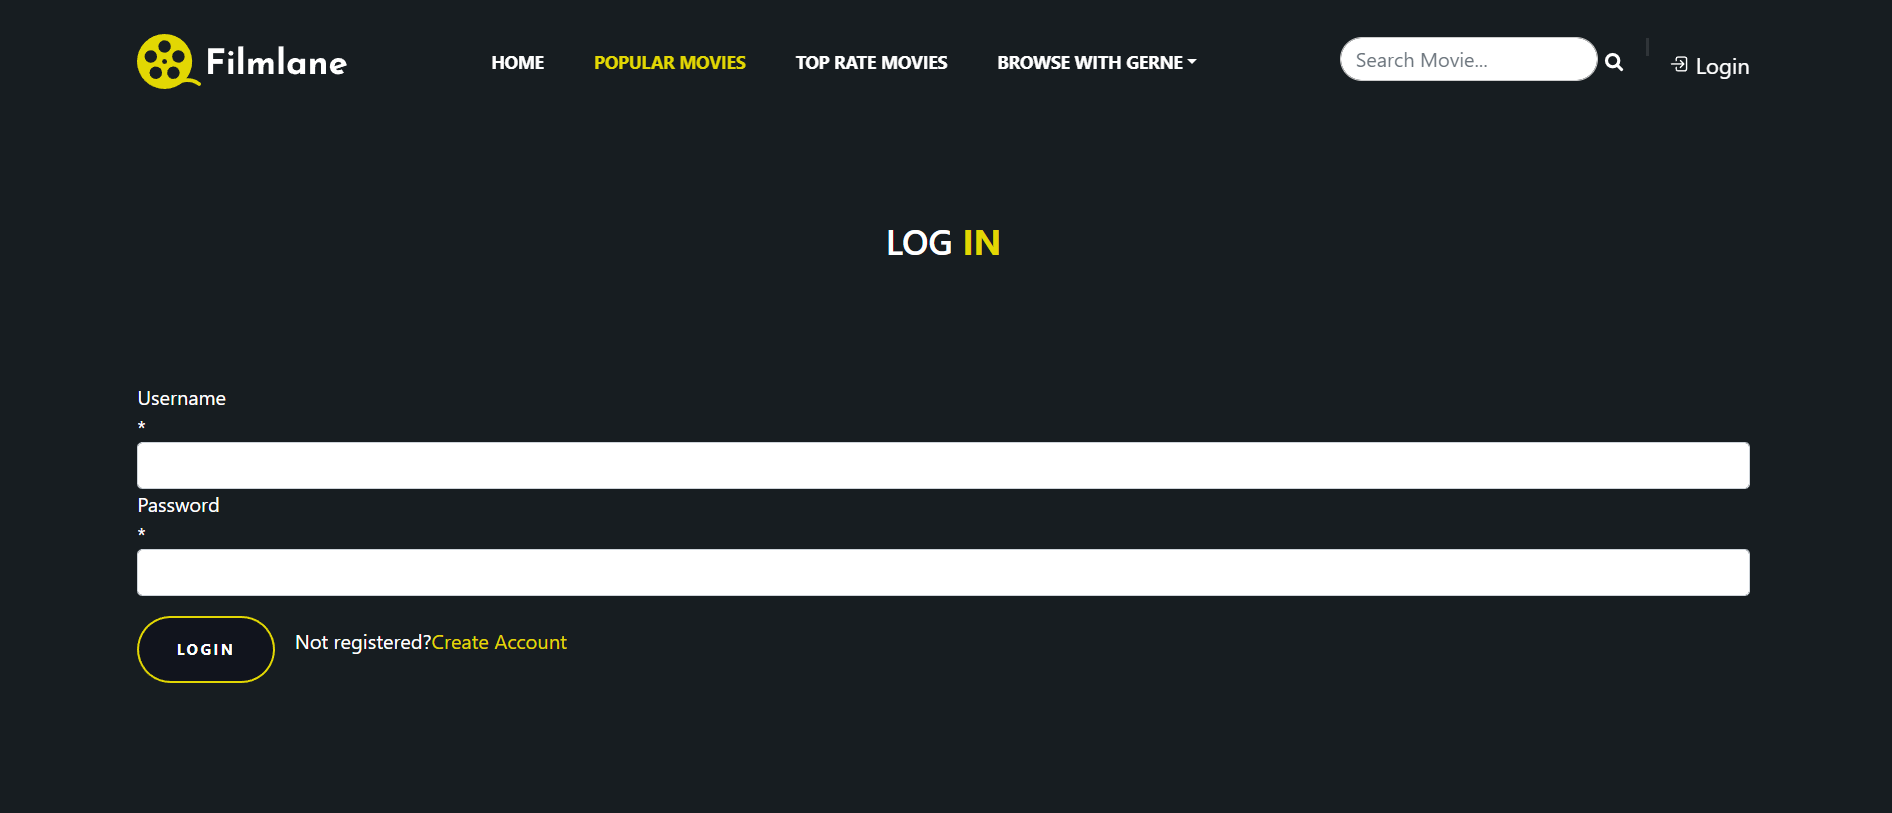 Filmlane
HOME POPULAR MOVIES TOP RATE MOVIES BROWSE WITH GERNE
Search Movie...
Login
LOG IN
Username
*
Password
*
LOGIN
Not registered?Create Account